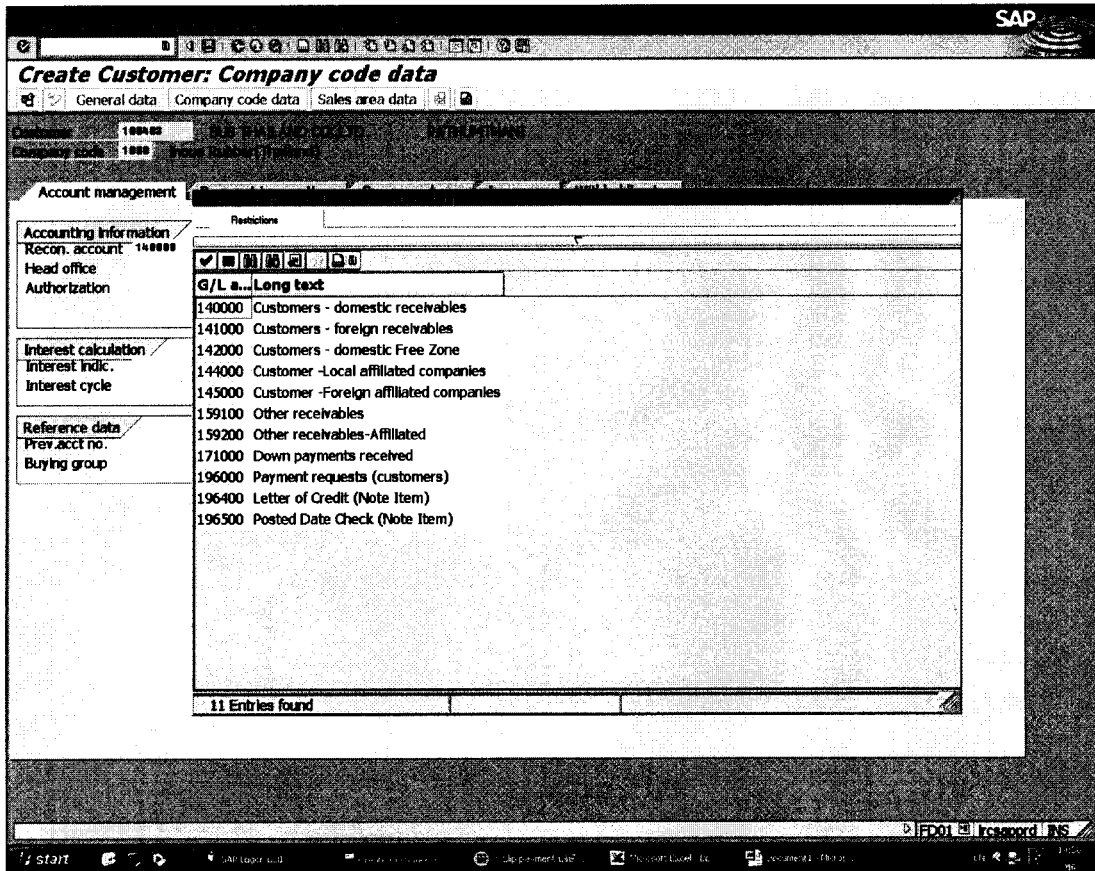 SAP
Create Customer: Company code data
General data Company code data Sales area data
Customer
Company code 1000
Account management
Restrictions
Accounting information
Recon. account 140000
Head office
Authorization
Interest calculation
Interest indic.
Interest cycle
Reference data
Prev.acct no.
Buying group
G/L a... Long text
140000 Customers - domestic receivables
141000 Customers - foreign receivables
142000 Customers - domestic Free Zone
144000 Customer -Local affiliated companies
145000 Customer -Foreign affiliated companies
159100 Other receivables
159200 Other receivables-Affiliated
171000 Down payments received
196000 Payment requests (customers)
196400 Letter of Credit (Note Item)
196500 Posted Date Check (Note Item)
11 Entries found
FD01 INS
start